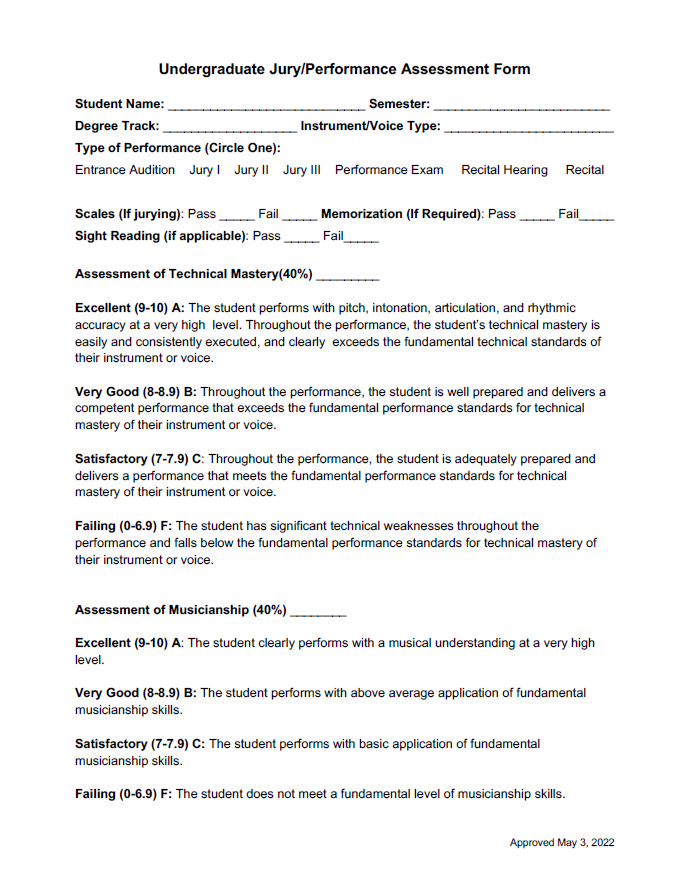 Undergraduate Jury/Performance Assessment Form
Student Name: ____________________________ Semester: _________________________
Degree Track: ___________________ Instrument/Voice Type: ________________________
Type of Performance (Circle One):
Entrance Audition Jury I Jury II Jury III Performance Exam Recital Hearing Recital
Scales (If jurying): Pass _____ Fail _____ Memorization (If Required): Pass _____ Fail_____
Sight Reading (if applicable): Pass _____ Fail_____
Assessment of Technical Mastery(40%) _________
Excellent (9-10) A: The student performs with pitch, intonation, articulation, and rhythmic
accuracy at a very high level. Throughout the performance, the student's technical mastery is
easily and consistently executed, and clearly exceeds the fundamental technical standards of
their instrument or voice.
Very Good (8-8.9) B: Throughout the performance, the student is well prepared and delivers a
competent performance that exceeds the fundamental performance standards for technical
mastery of their instrument or voice.
Satisfactory (7-7.9) C: Throughout the performance, the student is adequately prepared and
delivers a performance that meets the fundamental performance standards for technical
mastery of their instrument or voice.
Failing (0-6.9) F: The student has significant technical weaknesses throughout the
performance and falls below the fundamental performance standards for technical mastery of
their instrument or voice.
Assessment of Musicianship (40%) ________
Excellent (9-10) A: The student clearly performs with a musical understanding at a very high
level.
Very Good (8-8.9) B: The student performs with above average application of fundamental
musicianship skills.
Satisfactory (7-7.9) C: The student performs with basic application of fundamental
musicianship skills.
Failing (0-6.9) F: The student does not meet a fundamental level of musicianship skills.
Approved May 3, 2022